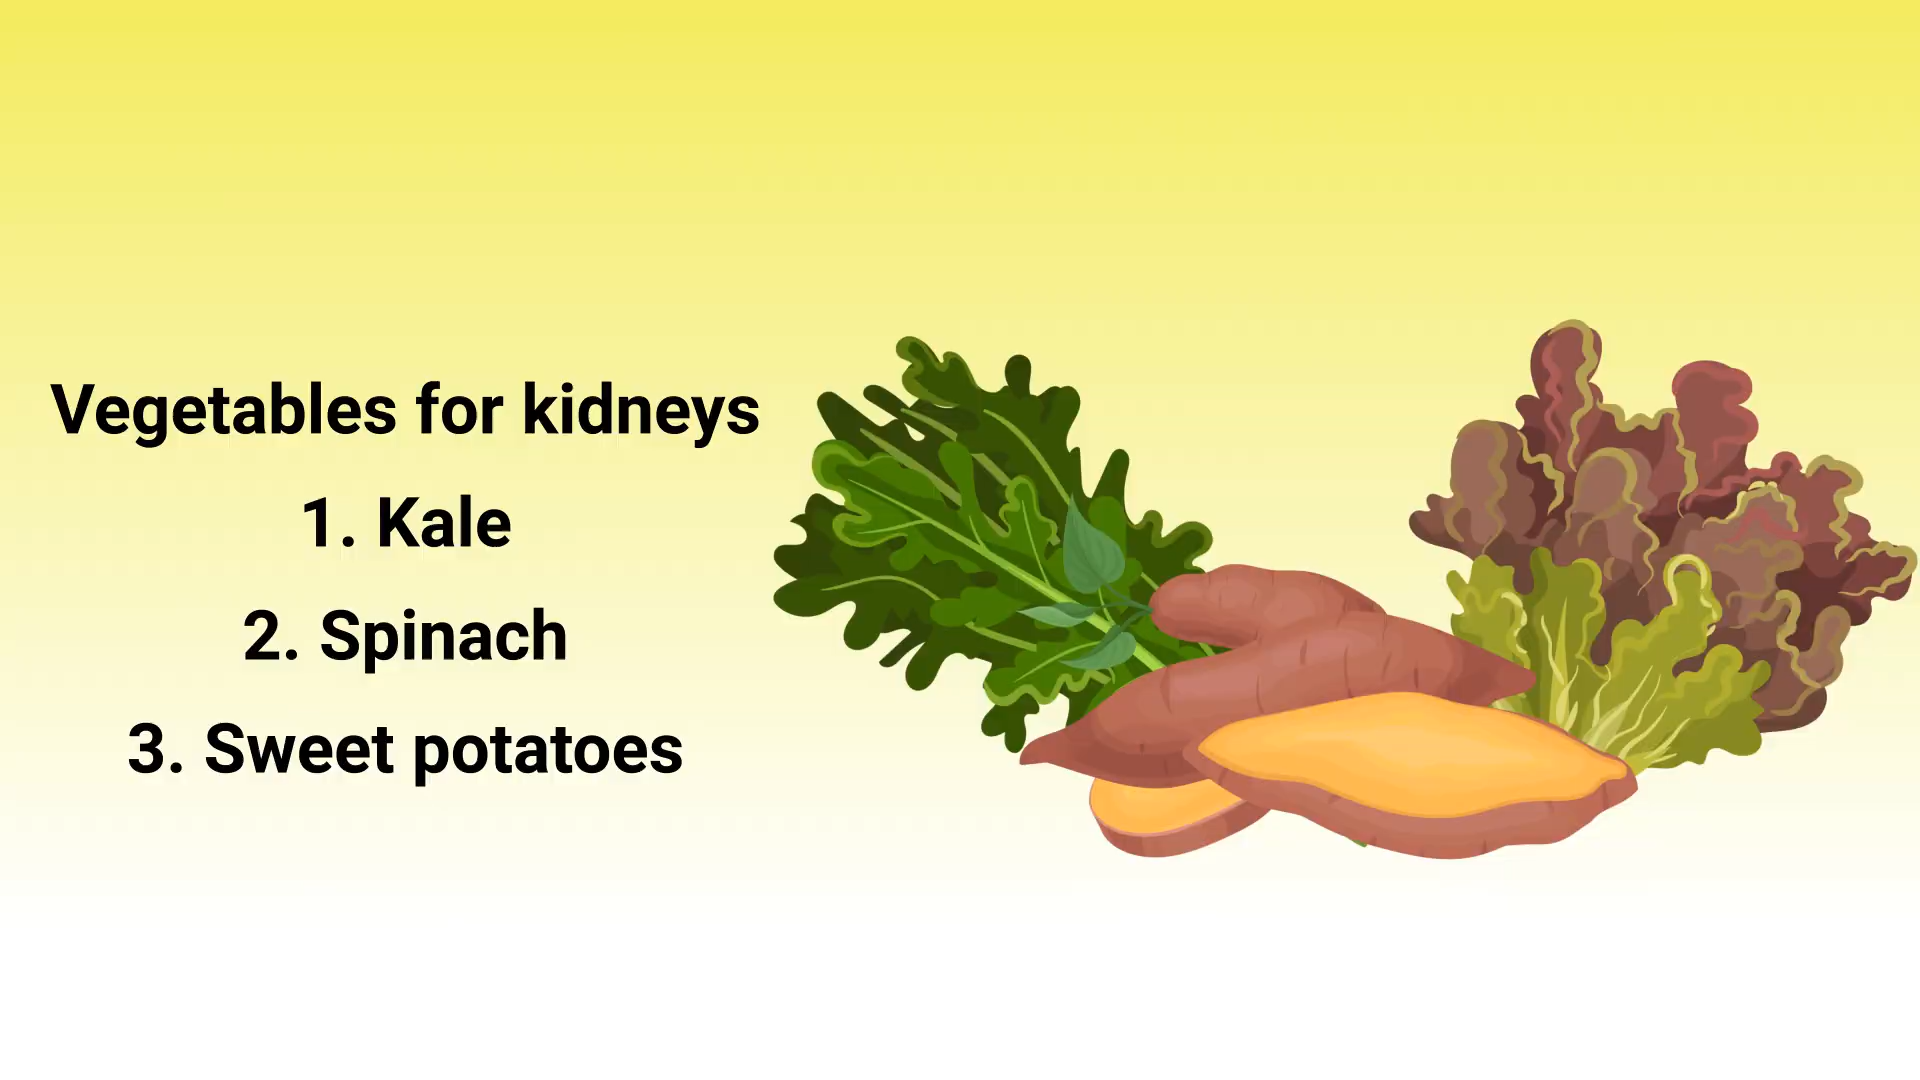 Vegetables for kidneys
1. Kale
2. Spinach
3. Sweet potatoes